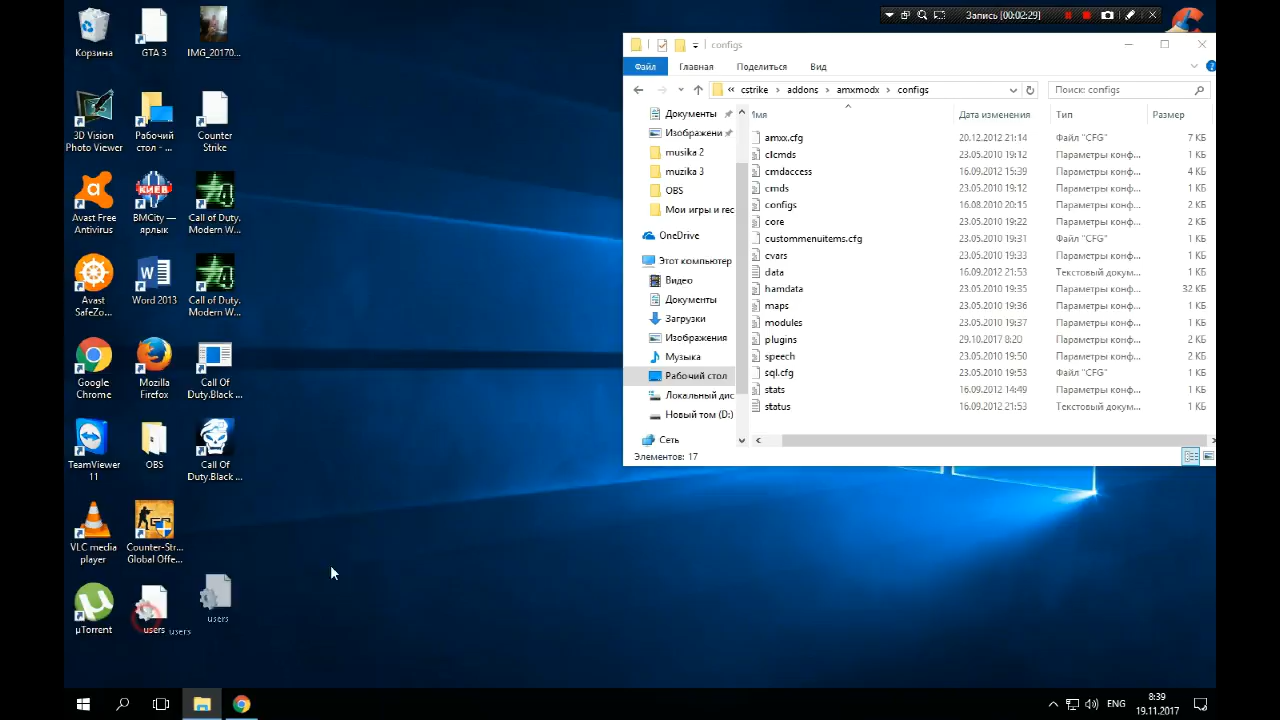 Запись [00:02:29]
Корзина
GTA 3
IMG_20170...
3D Vision
Photo Viewer
Рабочий
стол - ...
Counter
Strike
Avast Free
Antivirus
BMCity —
ярлык
Call of Duty.
Modern W...
Avast
SafeZo...
Word 2013
Call of Duty.
Modern W...
Google
Chrome
Mozilla
Firefox
Call Of
Duty.Black ...
TeamViewer
11
OBS
Call Of
Duty.Black ...
VLC media
player
Counter-Str...
Global Offe...
µTorrent
users
users
users
configs
Файл
Главная
Поделиться
Вид
« cstrike › addons › amxmodx › configs
Поиск: configs
Документы
Изображени
musika 2
muzika 3
OBS
Мои игры и гес
OneDrive
Этот компьютер
Видео
Документы
Загрузки
Изображения
Музыка
Рабочий стол
Локальный дис
Новый том (D:)
Сеть
Имя Дата изменения Тип Размер
amxx.cfg 20.12.2012 21:14 Файл "CFG" 7 КБ
clcmds 23.05.2010 19:12 Параметры конф... 1 КБ
cmdaccess 16.09.2012 15:39 Параметры конф... 4 КБ
cmds 23.05.2010 19:12 Параметры конф... 1 КБ
configs 16.08.2010 20:15 Параметры конф... 2 КБ
core 23.05.2010 19:22 Параметры конф... 2 КБ
custommenuitems.cfg 23.05.2010 19:31 Файл "CFG" 1 КБ
cvars 23.05.2010 19:33 Параметры конф... 1 КБ
data 16.09.2012 21:53 Текстовый докум... 1 КБ
hamdata 23.05.2010 19:35 Параметры конф... 32 КБ
maps 23.05.2010 19:36 Параметры конф... 1 КБ
modules 23.05.2010 19:37 Параметры конф... 1 КБ
plugins 29.10.2017 8:20 Параметры конф... 2 КБ
speech 23.05.2010 19:50 Параметры конф... 2 КБ
sql.cfg 23.05.2010 19:53 Файл "CFG" 1 КБ
stats 16.09.2012 14:49 Параметры конф... 1 КБ
status 16.09.2012 21:53 Текстовый докум... 1 КБ
Элементов: 17
ENG
8:39
19.11.2017